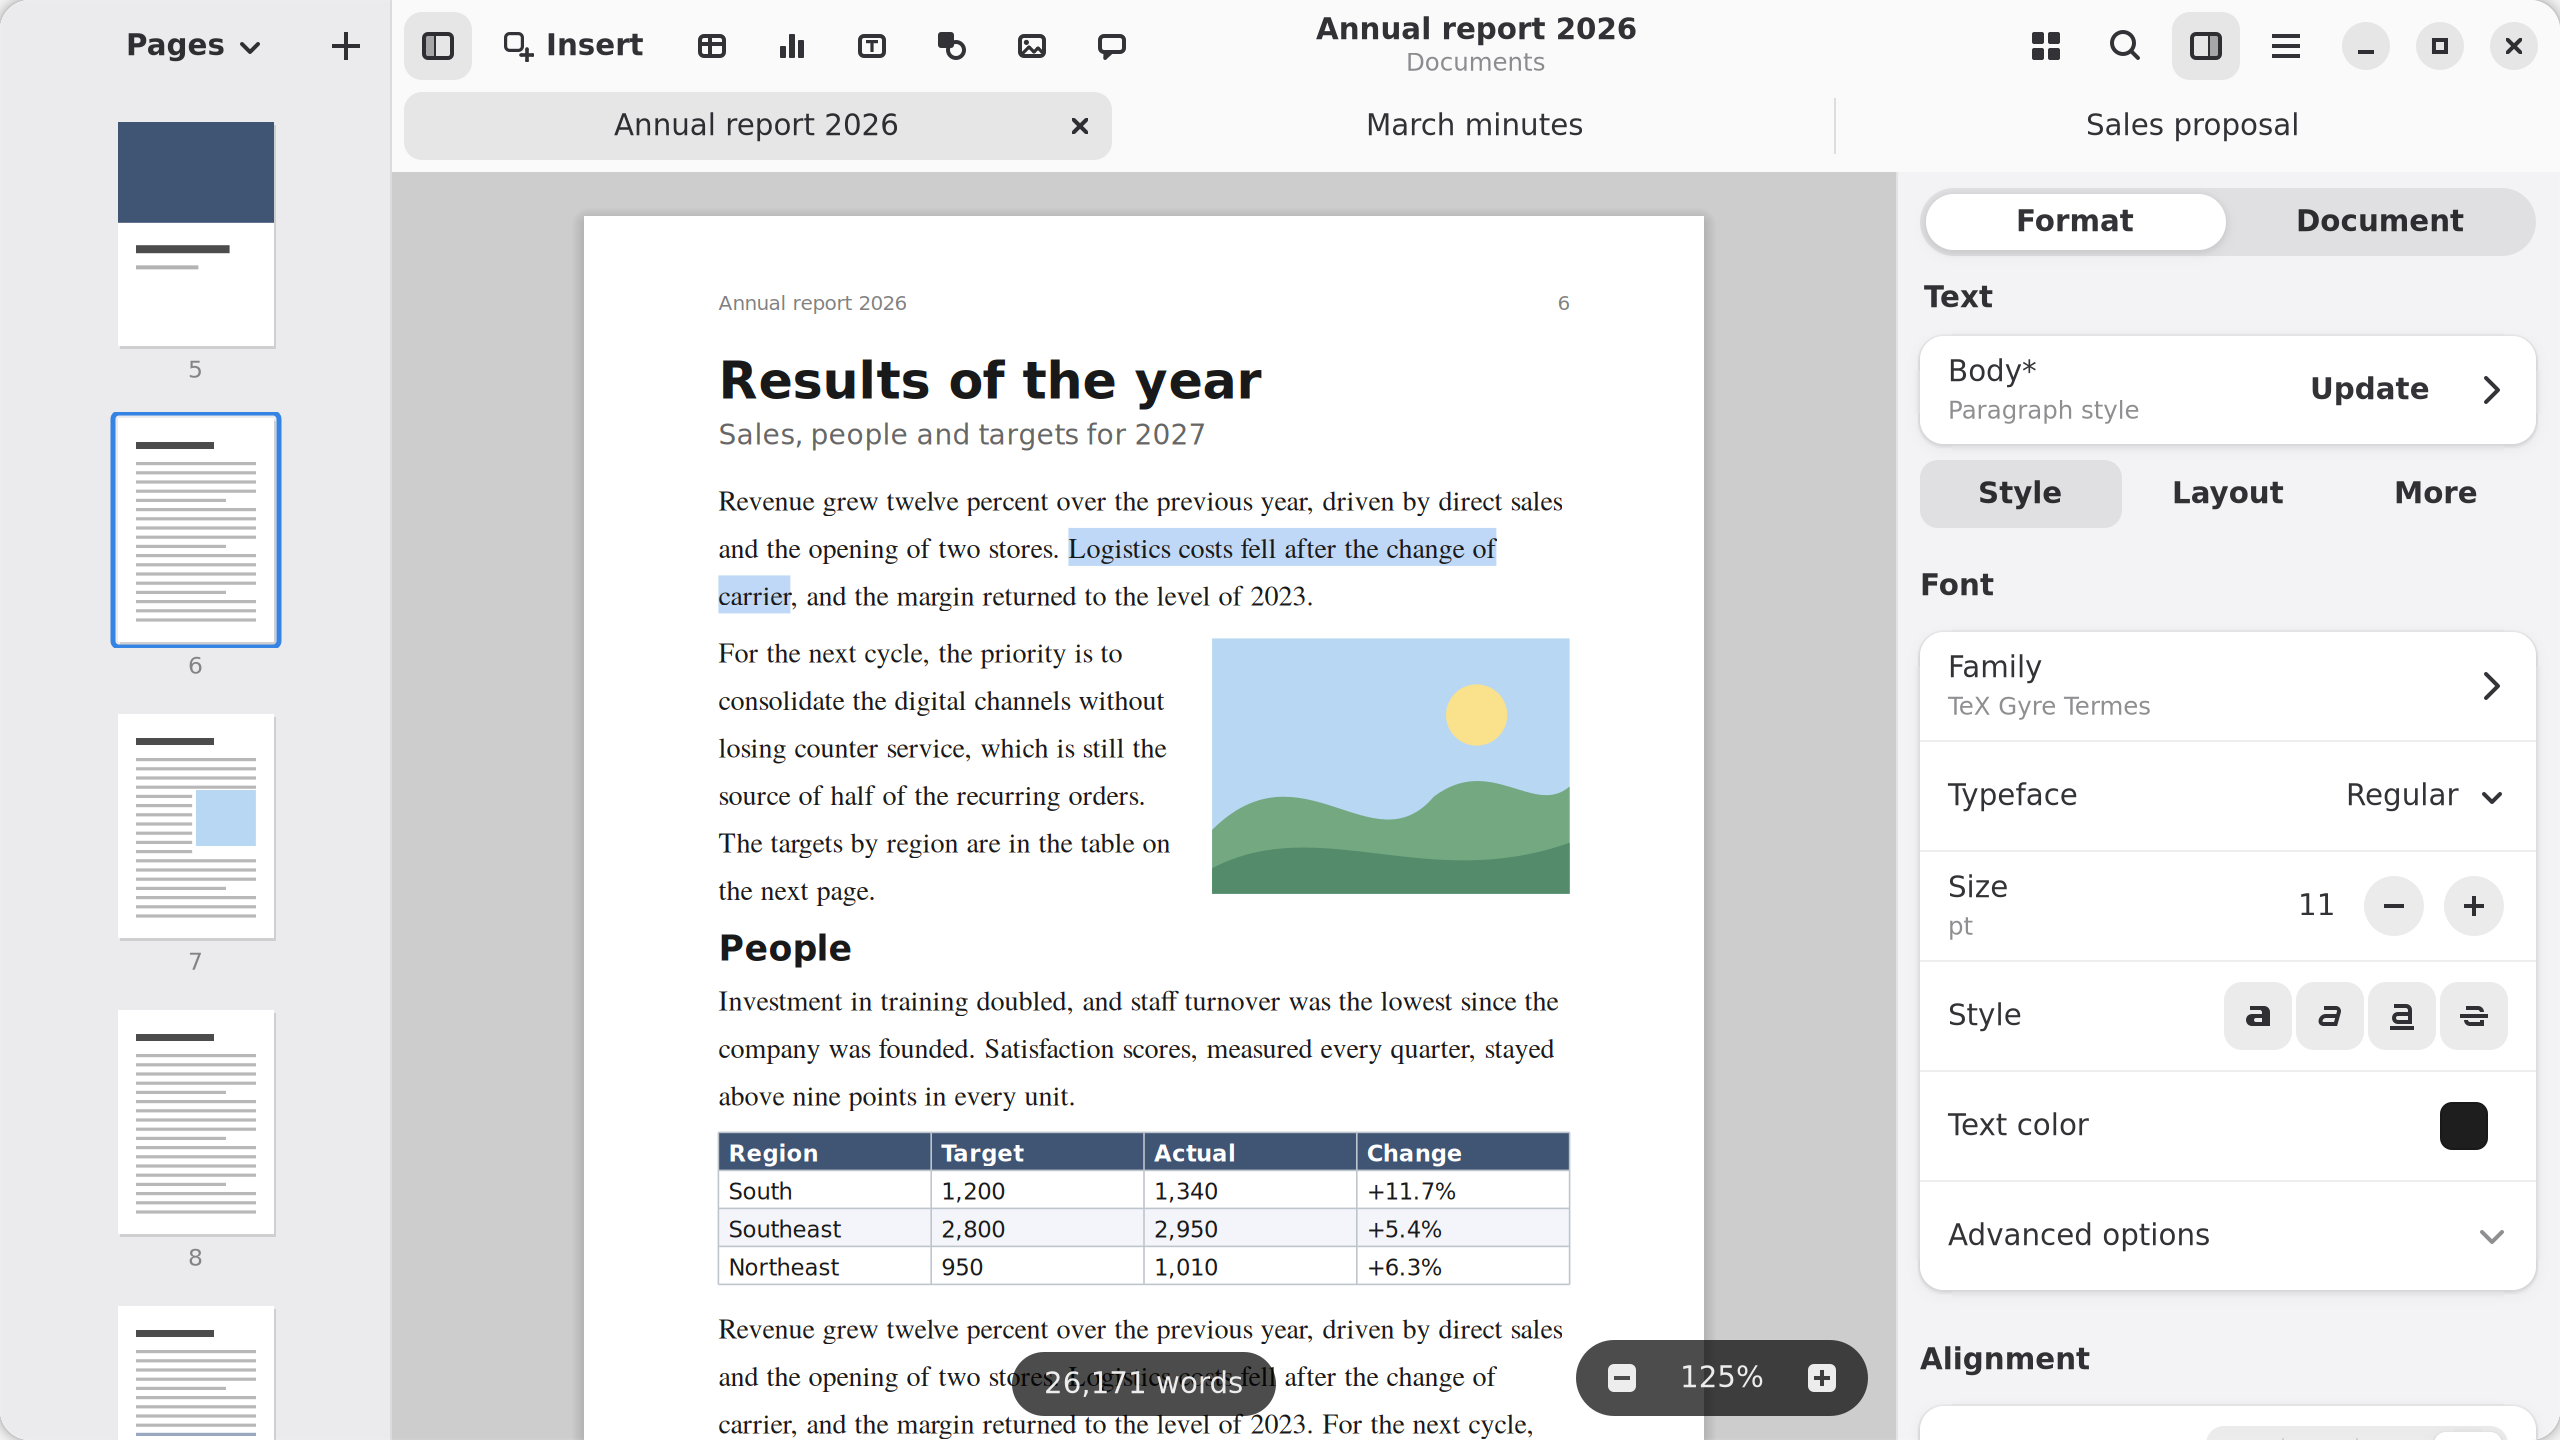 Pages
Insert
Annual report 2026
Documents
Annual report 2026
March minutes
Sales proposal
5
6
7
8
Annual report 2026
6
Results of the year
Sales, people and targets for 2027
Revenue grew twelve percent over the previous year, driven by direct sales
and the opening of two stores. Logistics costs fell after the change of
carrier, and the margin returned to the level of 2023.
For the next cycle, the priority is to
consolidate the digital channels without
losing counter service, which is still the
source of half of the recurring orders.
The targets by region are in the table on
the next page.
People
Investment in training doubled, and staff turnover was the lowest since the
company was founded. Satisfaction scores, measured every quarter, stayed
above nine points in every unit.
Region Target Actual Change
South 1,200 1,340 +11.7%
Southeast 2,800 2,950 +5.4%
Northeast 950 1,010 +6.3%
Revenue grew twelve percent over the previous year, driven by direct sales
and the opening of two stores. Logistics costs fell after the change of
carrier, and the margin returned to the level of 2023. For the next cycle,
26,171 words
125%
Format
Document
Text
Body*
Paragraph style
Update
Style
Layout
More
Font
Family
TeX Gyre Termes
Typeface
Regular
Size
pt
11
Style
a a a S
Text color
Advanced options
Alignment